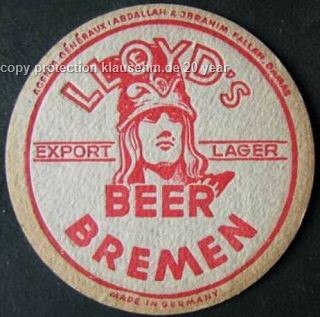 AGENTS GÉNÉRAUX: ABDALLAH & IBRAHIM FALLAH, DAMAS
copy protection klausehm.de 20 year
LLOYD's
EXPORT LAGER
BEER
BREMEN
MADE IN GERMANY